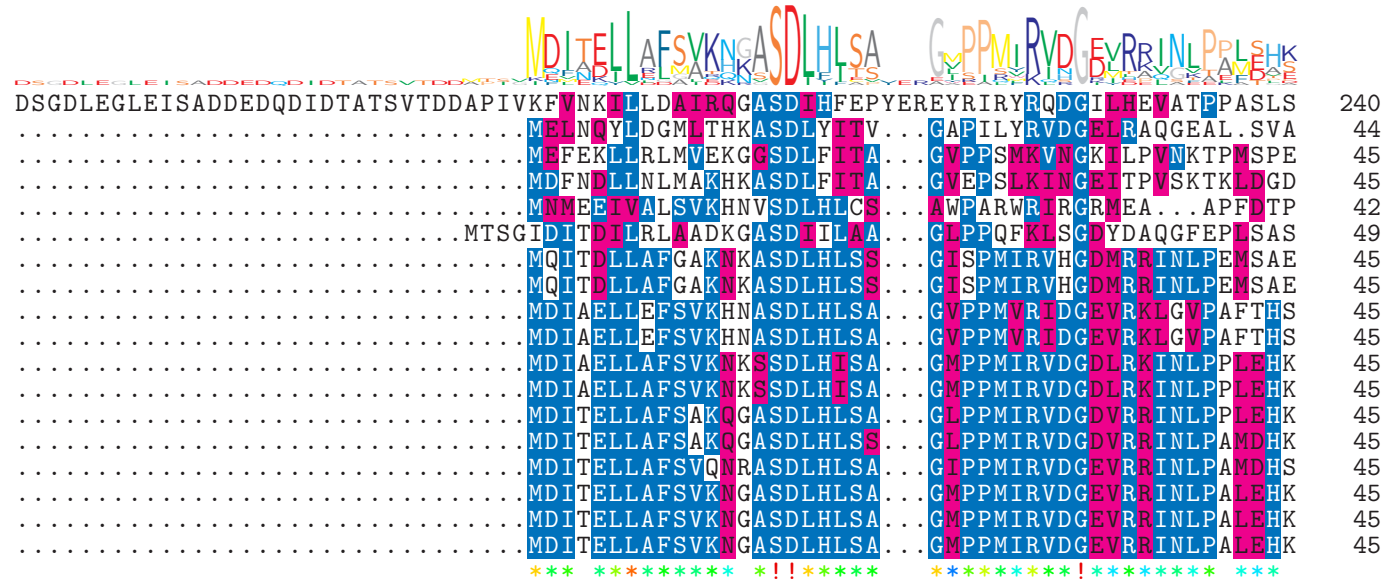 DSGDLEGLEISADDEDQDIDTATSVTDDAPIVKFVNKILLDAIRQGASDIHFEPYEREYRIRYRQDGILHEVATPPASLS 240
................................MELNQYLDGMLTHKASDLYITV...GAPILYRVDGELRAQGEAL.SVA 44
................................MEFEKLLRLMVEKGGSDLFITA...GVPPSMKVNGKILPVNKTPMSPE 45
................................MDFNDLLNLMAKHKASDLFITA...GVEPSLKINGEITPVSKTKLDGD 45
................................MNMEEIVALSVKHNVSDLHLCS...AWPARWRIRGRMEA...APFDTP 42
............................MTSGIDITDILRLAADKGASDIILAA...GLPPQFKLSGDYDAQGFEPLSAS 49
................................MQITDLLAFGAKNKASDLHLSS...GISPMIRVHGDMRRINLPEMSAE 45
................................MQITDLLAFGAKNKASDLHLSS...GISPMIRVHGDMRRINLPEMSAE 45
................................MDIAELLEFSVKHNASDLHLSA...GVPPMVRIDGEVRKLGVPAFTHS 45
................................MDIAELLEFSVKHNASDLHLSA...GVPPMVRIDGEVRKLGVPAFTHS 45
................................MDIAELLAFSVKNKSSDLHISA...GMPPMIRVDGDLRKINLPPLEHK 45
................................MDIAELLAFSVKNKSSDLHISA...GMPPMIRVDGDLRKINLPPLEHK 45
................................MDITELLAFSAKQGASDLHLSA...GLPPMIRVDGDVRRINLPPLEHK 45
................................MDITELLAFSAKQGASDLHLSS...GLPPMIRVDGDVRRINLPAMDHK 45
................................MDITELLAFSVQNRASDLHLSA...GIPPMIRVDGEVRRINLPAMDHS 45
................................MDITELLAFSVKNGASDLHLSA...GMPPMIRVDGEVRRINLPALEHK 45
................................MDITELLAFSVKNGASDLHLSA...GMPPMIRVDGEVRRINLPALEHK 45
................................MDITELLAFSVKNGASDLHLSA...GMPPMIRVDGEVRRINLPALEHK 45
*** ********* *!!***** *********!******** ***